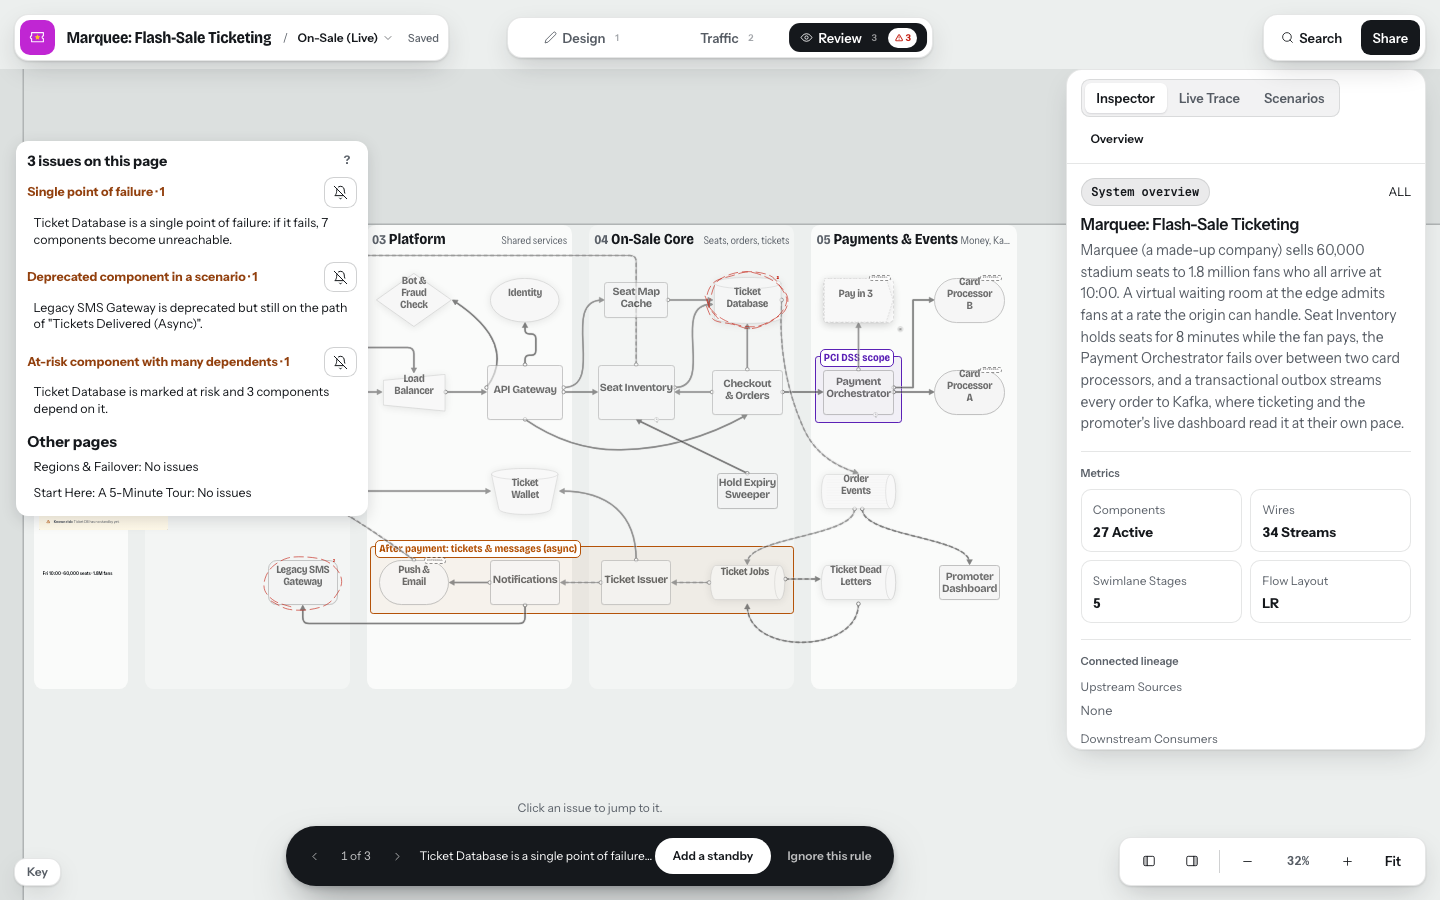 Marquee: Flash-Sale Ticketing / On-Sale (Live) Saved
Design 1
Traffic 2
Review 3 3
Search
Share
Inspector Live Trace Scenarios
Overview
System overview ALL
Marquee: Flash-Sale Ticketing
Marquee (a made-up company) sells 60,000
stadium seats to 1.8 million fans who all arrive at
10:00. A virtual waiting room at the edge admits
fans at a rate the origin can handle. Seat Inventory
holds seats for 8 minutes while the fan pays, the
Payment Orchestrator fails over between two card
processors, and a transactional outbox streams
every order to Kafka, where ticketing and the
promoter's live dashboard read it at their own pace.
Metrics
Components
27 Active
Wires
34 Streams
Swimlane Stages
5
Flow Layout
LR
Connected lineage
Upstream Sources
None
Downstream Consumers
3 issues on this page ?
Single point of failure · 1
Ticket Database is a single point of failure: if it fails, 7
components become unreachable.
Deprecated component in a scenario · 1
Legacy SMS Gateway is deprecated but still on the path
of "Tickets Delivered (Async)".
At-risk component with many dependents · 1
Ticket Database is marked at risk and 3 components
depend on it.
Other pages
Regions & Failover: No issues
Start Here: A 5-Minute Tour: No issues
03 Platform Shared services
04 On-Sale Core Seats, orders, tickets
05 Payments & Events Money, Ka...
Bot &
Fraud
Check
Identity
Seat Map
Cache
Ticket
Database
Pay in 3
Card
Processor
B
PCI DSS scope
Load
Balancer
API Gateway
Seat Inventory
Checkout
& Orders
Payment
Orchestrator
Card
Processor
A
Ticket
Wallet
Hold Expiry
Sweeper
Order
Events
After payment: tickets & messages (async)
Fri 10:00 · 60,000 seats · 1.8M fans
Legacy SMS
Gateway
Push &
Email
Notifications
Ticket Issuer
Ticket Jobs
Ticket Dead
Letters
Promoter
Dashboard
Click an issue to jump to it.
1 of 3
Ticket Database is a single point of failure...
Add a standby
Ignore this rule
Key
32%
Fit